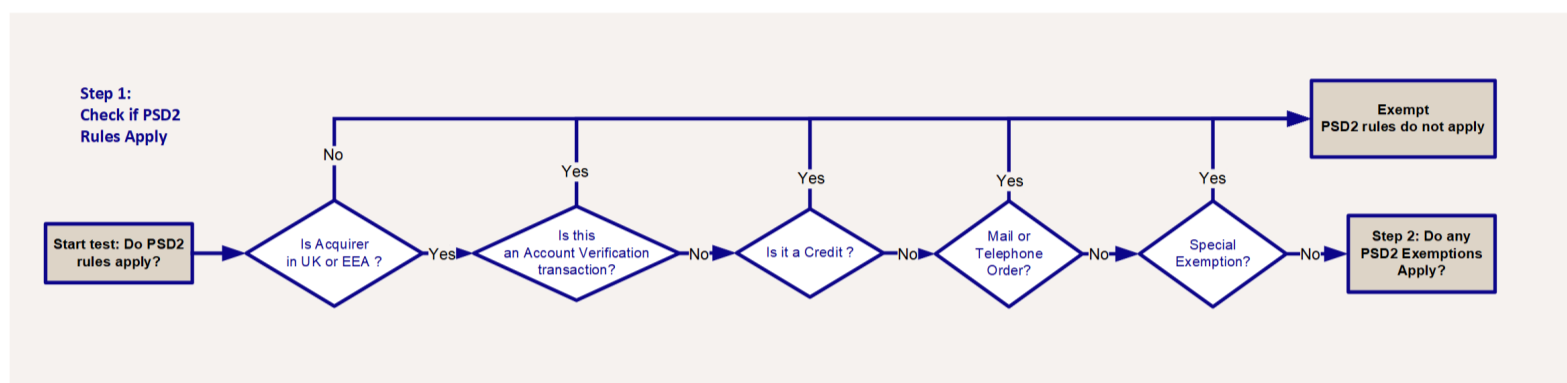 Step 1:
Check if PSD2
Rules Apply
Exempt
PSD2 rules do not apply
No
Yes
Yes
Yes
Yes
Start test: Do PSD2
rules apply?
Is Acquirer
in UK or EEA ?
Yes
Is this
an Account Verification
transaction?
No
Is it a Credit ?
No
Mail or
Telephone
Order?
No
Special
Exemption?
No
Step 2: Do any
PSD2 Exemptions
Apply?